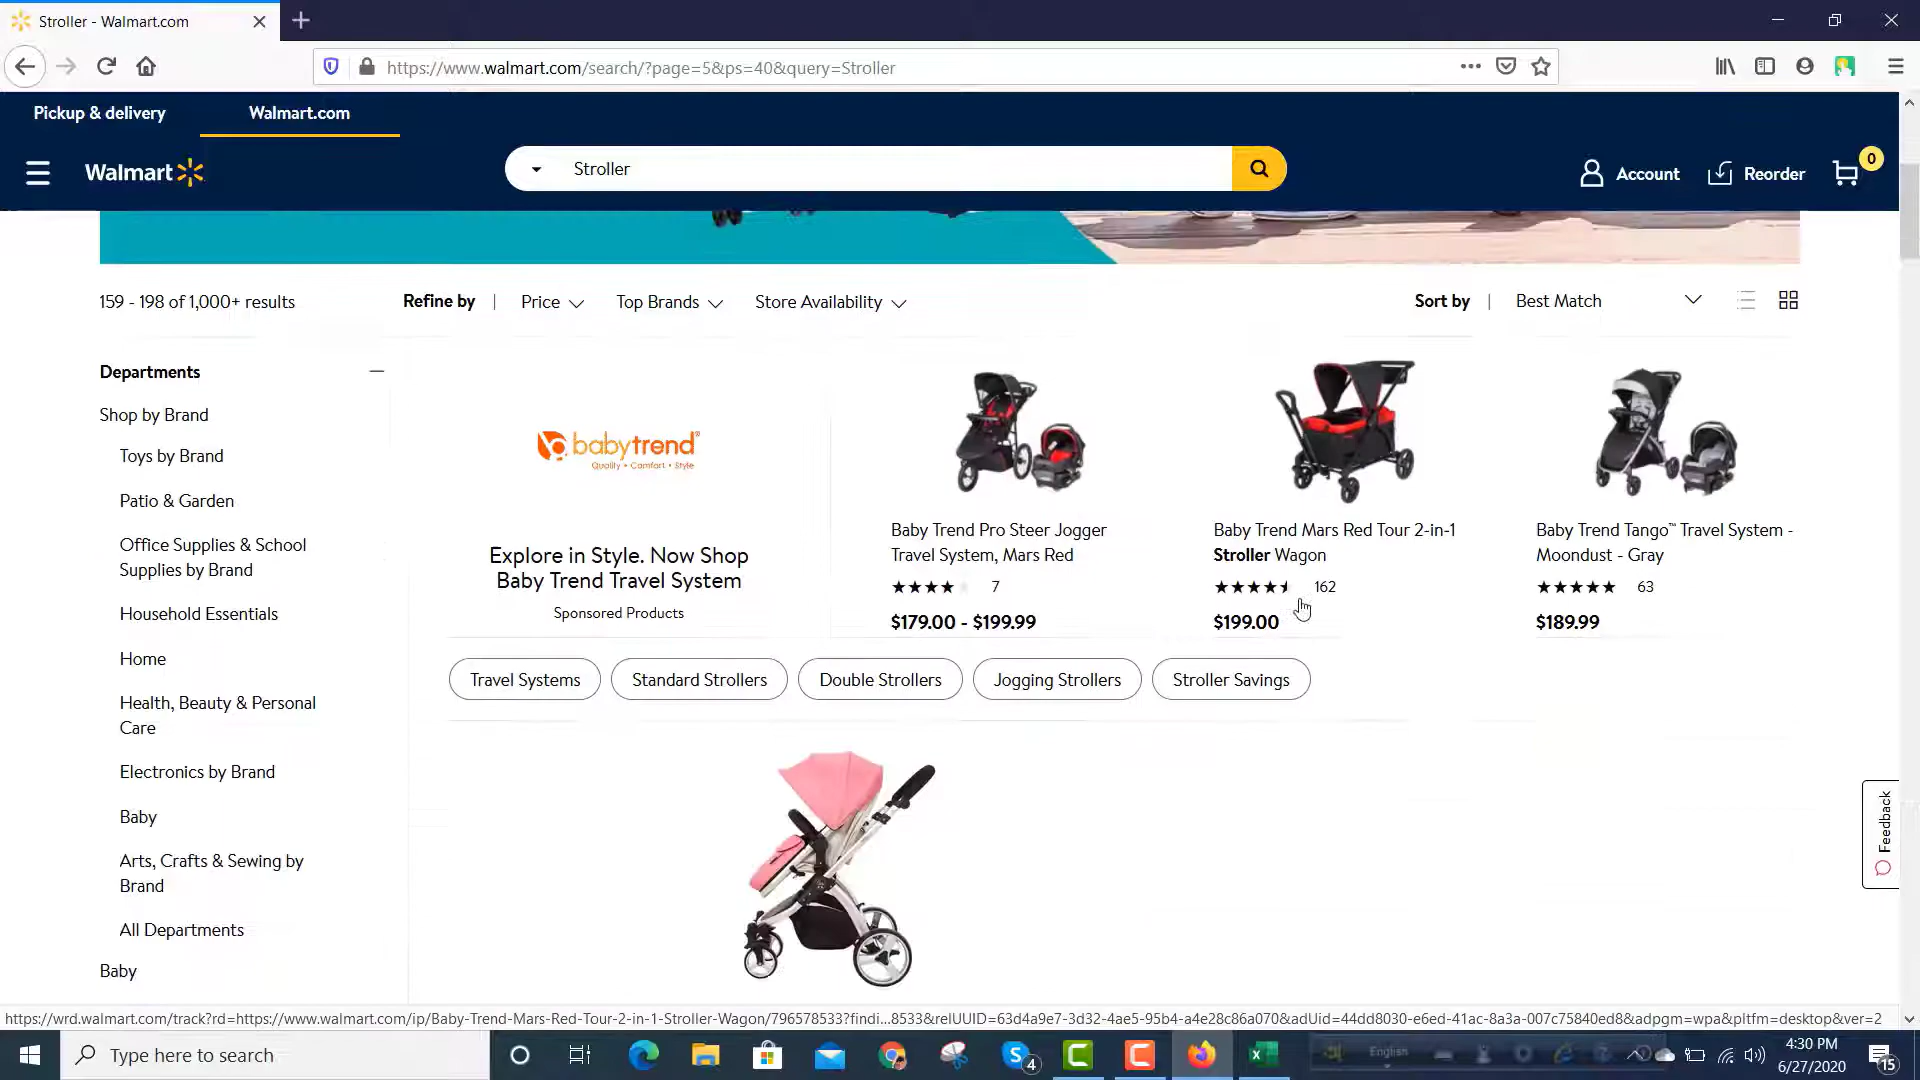 Stroller - Walmart.com
https://www.walmart.com/search/?page=5&ps=40&query=Stroller
Pickup & delivery
Walmart.com
Walmart
Stroller
Account
Reorder
0
159 - 198 of 1,000+ results
Refine by | Price
Top Brands
Store Availability
Sort by | Best Match
Departments
Shop by Brand
Toys by Brand
Patio & Garden
Office Supplies & School
Supplies by Brand
Household Essentials
Home
Health, Beauty & Personal
Care
Electronics by Brand
Baby
Arts, Crafts & Sewing by
Brand
All Departments
Baby
babytrend®
Quality • Comfort • Style
Explore in Style. Now Shop
Baby Trend Travel System
Sponsored Products
Baby Trend Pro Steer Jogger
Travel System, Mars Red
7
$179.00 - $199.99
Baby Trend Mars Red Tour 2-in-1
Stroller Wagon
162
$199.00
Baby Trend Tango™ Travel System -
Moondust - Gray
63
$189.99
Travel Systems
Standard Strollers
Double Strollers
Jogging Strollers
Stroller Savings
Feedback
https://wrd.walmart.com/track?rd=https://www.walmart.com/ip/Baby-Trend-Mars-Red-Tour-2-in-1-Stroller-Wagon/796578533?findi...8533&relUUID=63d4a9e7-3d32-4ae5-95b4-a4e28c86a070&adUid=44dd8030-e6ed-41ac-8a3a-007c75840ed8&adpgm=wpa&pltfm=desktop&ver=2
Type here to search
4
English
4:30 PM
6/27/2020
15